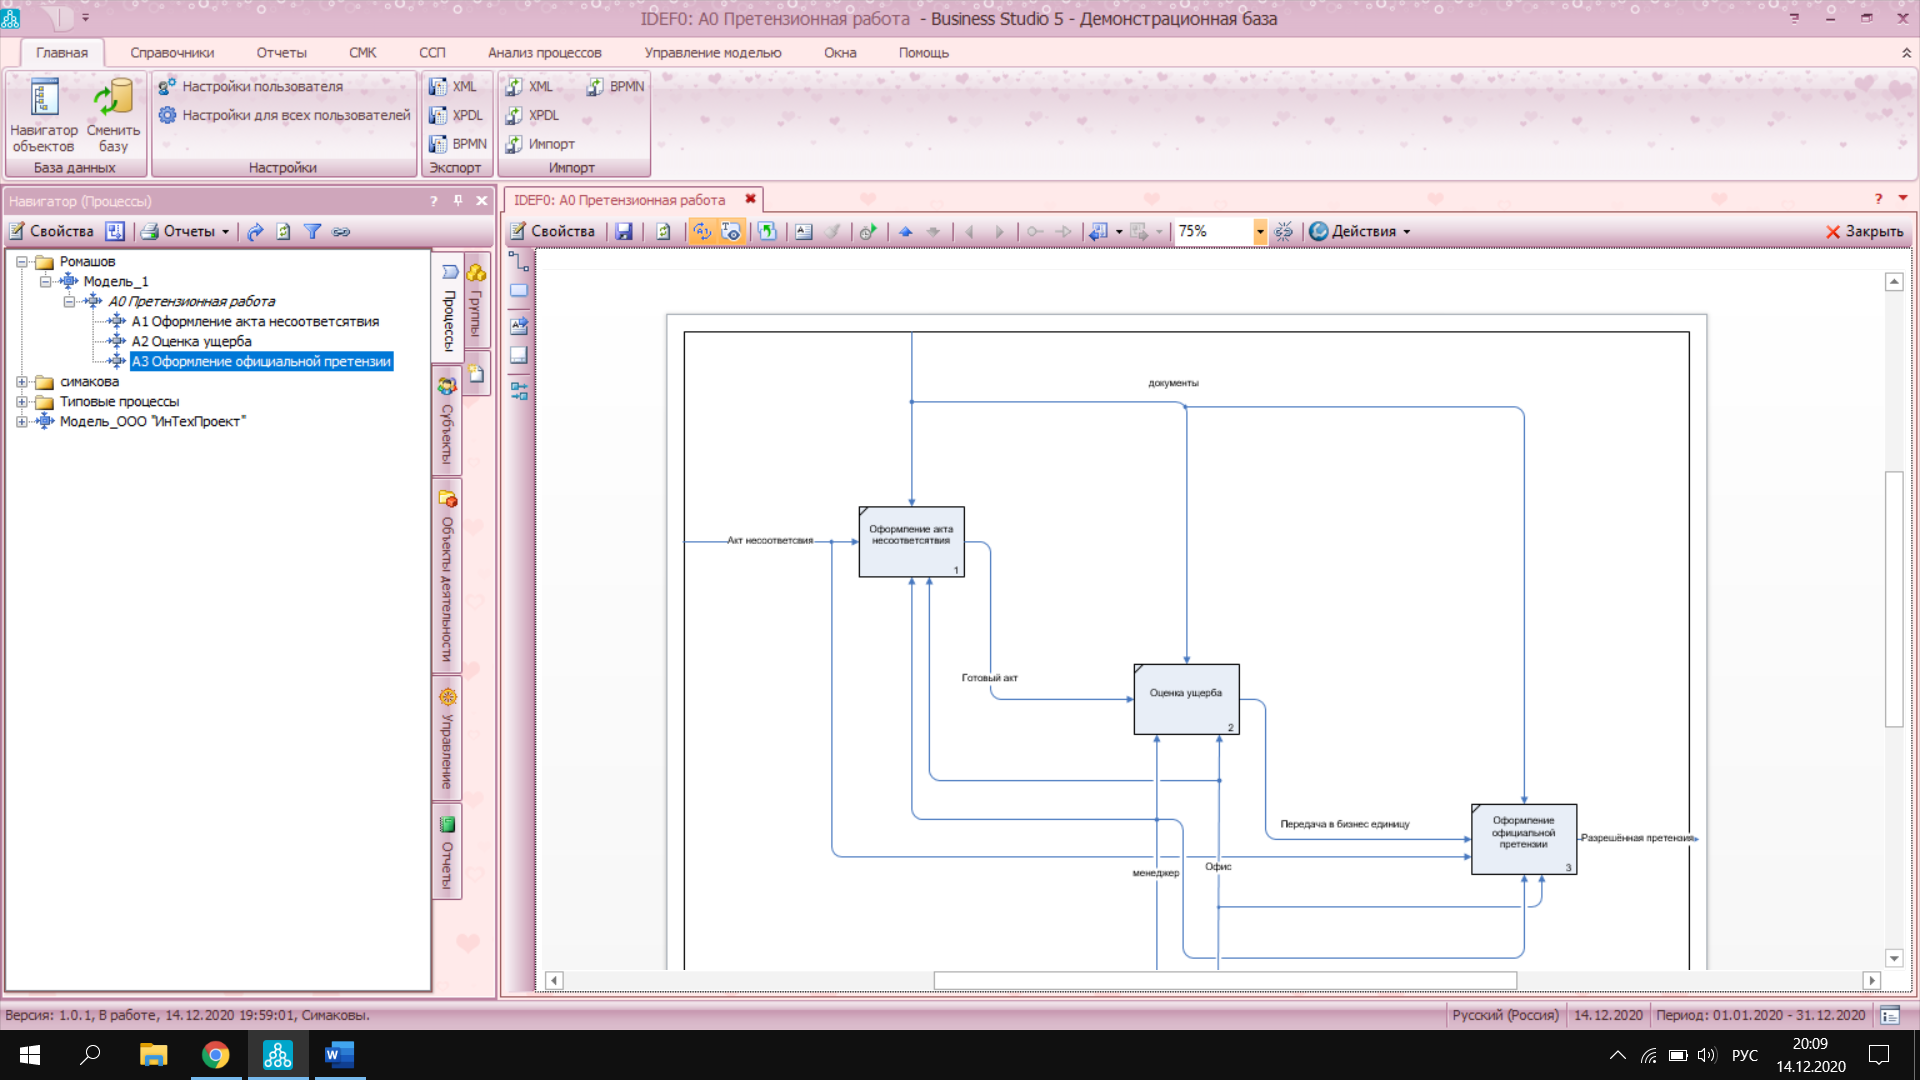 IDEF0: A0 Претензионная работа - Business Studio 5 - Демонстрационная база
Главная Справочники Отчеты СМК ССП Анализ процессов Управление моделью Окна Помощь
Навигатор объектов
Сменить базу
База данных
Настройки пользователя
Настройки для всех пользователей
Настройки
XML
XPDL
BPMN
Экспорт
XML BPMN
XPDL
Импорт
Импорт
Навигатор (Процессы)
Свойства Отчеты
Ромашов
Модель_1
A0 Претензионная работа
A1 Оформление акта несоответсятвия
A2 Оценка ущерба
A3 Оформление официальной претензии
симакова
Типовые процессы
Модель_ООО "ИнТехПроект"
Процессы
Группы
Субъекты
Объекты деятельности
Управление
Отчеты
IDEF0: A0 Претензионная работа
Свойства 75% Действия Закрыть
документы
Акт несоответсвия
Оформление акта
несоответсятвия
1
Готовый акт
Оценка ущерба
2
Передача в бизнес единицу
Оформление
официальной
претензии
3
Разрешённая претензия
менеджер
Офис
Версия: 1.0.1, В работе, 14.12.2020 19:59:01, Симаковы.
Русский (Россия) 14.12.2020 Период: 01.01.2020 - 31.12.2020
РУС
20:09
14.12.2020